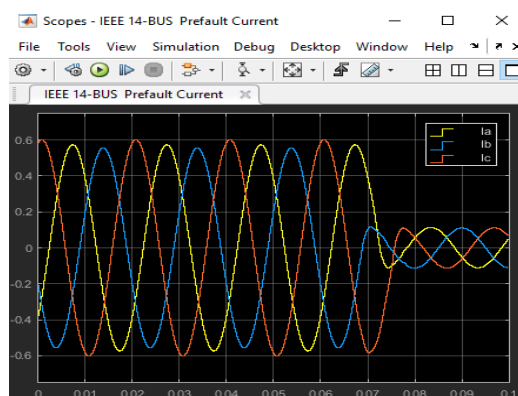 Scopes - IEEE 14-BUS Prefault Current
File Tools View Simulation Debug Desktop Window Help
IEEE 14-BUS Prefault Current
Ia
Ib
Ic
0.6
0.4
0.2
0
-0.2
-0.4
-0.6
0 0.01 0.02 0.03 0.04 0.05 0.06 0.07 0.08 0.09 0.1